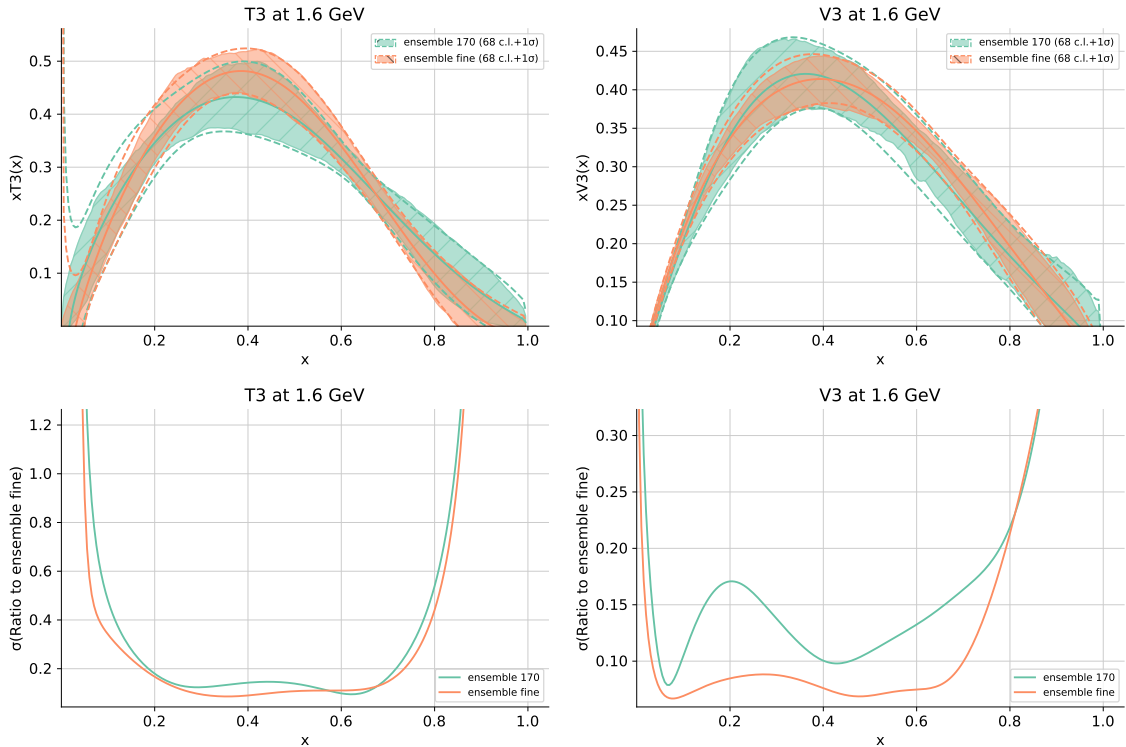 T3 at 1.6 GeV
xT3(x)
0.5
0.4
0.3
0.2
0.1
ensemble 170 (68 c.l.+1σ)
ensemble fine (68 c.l.+1σ)
0.2 0.4 0.6 0.8 1.0
x
V3 at 1.6 GeV
xV3(x)
0.45
0.40
0.35
0.30
0.25
0.20
0.15
0.10
ensemble 170 (68 c.l.+1σ)
ensemble fine (68 c.l.+1σ)
0.2 0.4 0.6 0.8 1.0
x
T3 at 1.6 GeV
σ(Ratio to ensemble fine)
1.2
1.0
0.8
0.6
0.4
0.2
ensemble 170
ensemble fine
0.2 0.4 0.6 0.8 1.0
x
V3 at 1.6 GeV
σ(Ratio to ensemble fine)
0.30
0.25
0.20
0.15
0.10
ensemble 170
ensemble fine
0.2 0.4 0.6 0.8 1.0
x